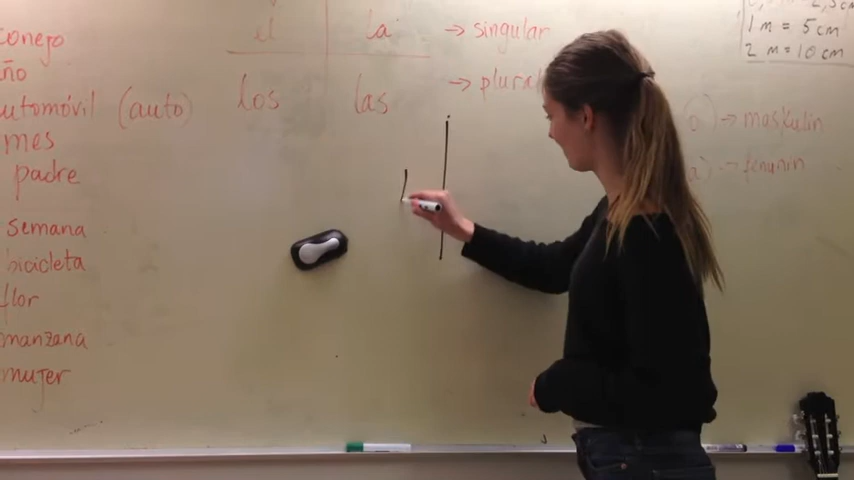 conejo
año
automóvil (auto)
mes
padre
semana
bicicleta
flor
manzana
mujer
el la → singular
los las → plural
1 m = 5 cm
2 m = 10 cm
→ maskulin
a) → feminin